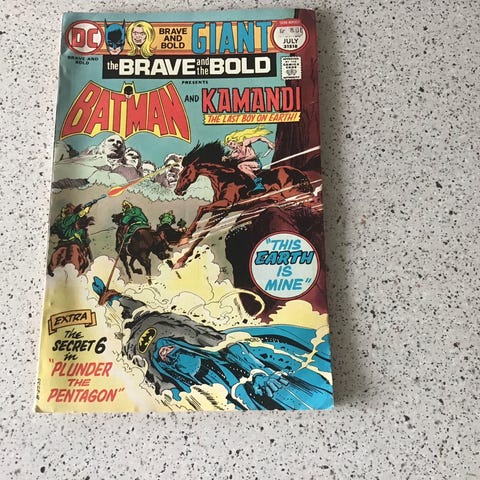 DC
BRAVE
AND
BOLD
GIANT
JULY
31518
BRAVE AND
BOLD
the BRAVE and the BOLD
PRESENTS
BATMAN
AND KAMANDI
THE LAST BOY ON EARTH!
"THIS
EARTH
IS
MINE"
EXTRA
THE
SECRET 6
in
"PLUNDER
THE
PENTAGON"